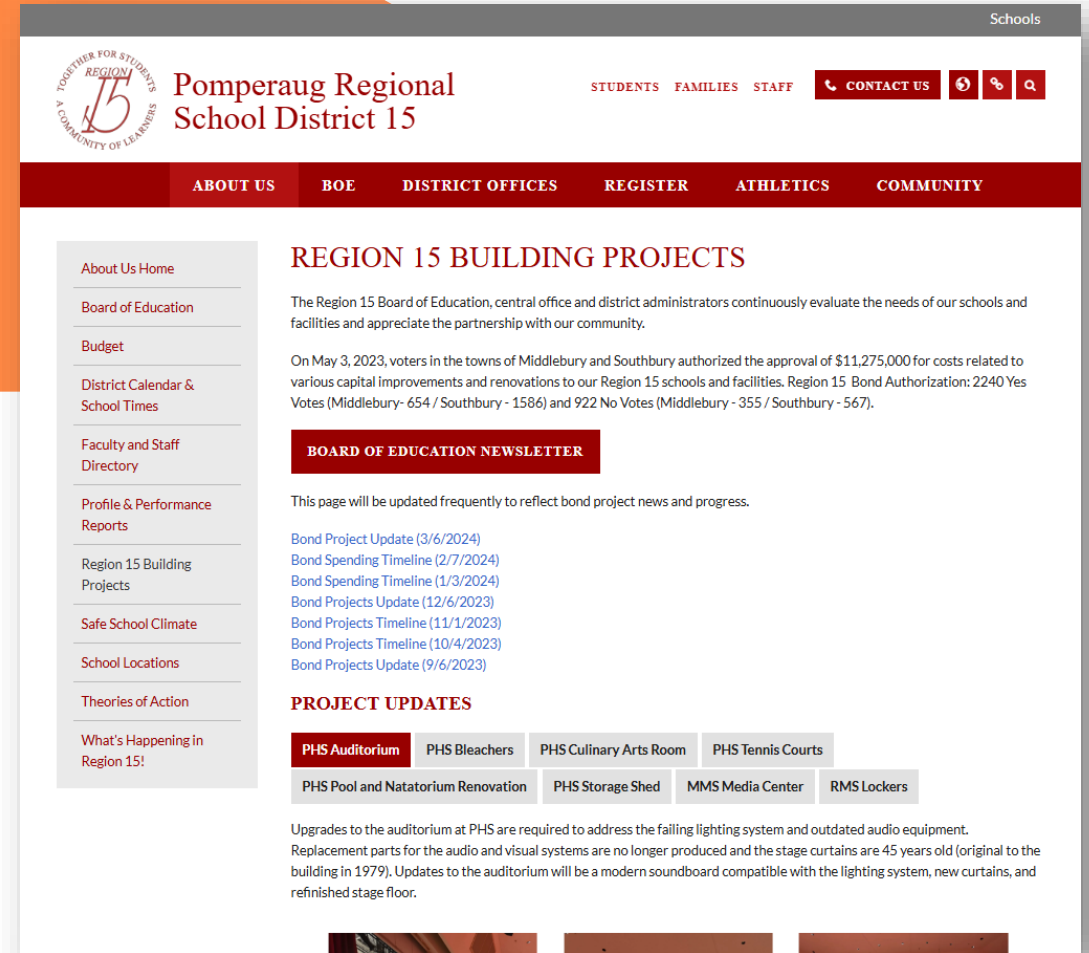 Schools
TOGETHER FOR STUDENTS
REGION
15
A COMMUNITY OF LEARNERS
Pomperaug Regional
School District 15
STUDENTS FAMILIES STAFF CONTACT US
ABOUT US BOE DISTRICT OFFICES REGISTER ATHLETICS COMMUNITY
About Us Home
Board of Education
Budget
District Calendar &
School Times
Faculty and Staff
Directory
Profile & Performance
Reports
Region 15 Building
Projects
Safe School Climate
School Locations
Theories of Action
What's Happening in
Region 15!
REGION 15 BUILDING PROJECTS
The Region 15 Board of Education, central office and district administrators continuously evaluate the needs of our schools and
facilities and appreciate the partnership with our community.
On May 3, 2023, voters in the towns of Middlebury and Southbury authorized the approval of $11,275,000 for costs related to
various capital improvements and renovations to our Region 15 schools and facilities. Region 15 Bond Authorization: 2240 Yes
Votes (Middlebury- 654 / Southbury - 1586) and 922 No Votes (Middlebury - 355 / Southbury - 567).
BOARD OF EDUCATION NEWSLETTER
This page will be updated frequently to reflect bond project news and progress.
Bond Project Update (3/6/2024)
Bond Spending Timeline (2/7/2024)
Bond Spending Timeline (1/3/2024)
Bond Projects Update (12/6/2023)
Bond Projects Timeline (11/1/2023)
Bond Projects Timeline (10/4/2023)
Bond Projects Update (9/6/2023)
PROJECT UPDATES
PHS Auditorium PHS Bleachers PHS Culinary Arts Room PHS Tennis Courts
PHS Pool and Natatorium Renovation PHS Storage Shed MMS Media Center RMS Lockers
Upgrades to the auditorium at PHS are required to address the failing lighting system and outdated audio equipment.
Replacement parts for the audio and visual systems are no longer produced and the stage curtains are 45 years old (original to the
building in 1979). Updates to the auditorium will be a modern soundboard compatible with the lighting system, new curtains, and
refinished stage floor.